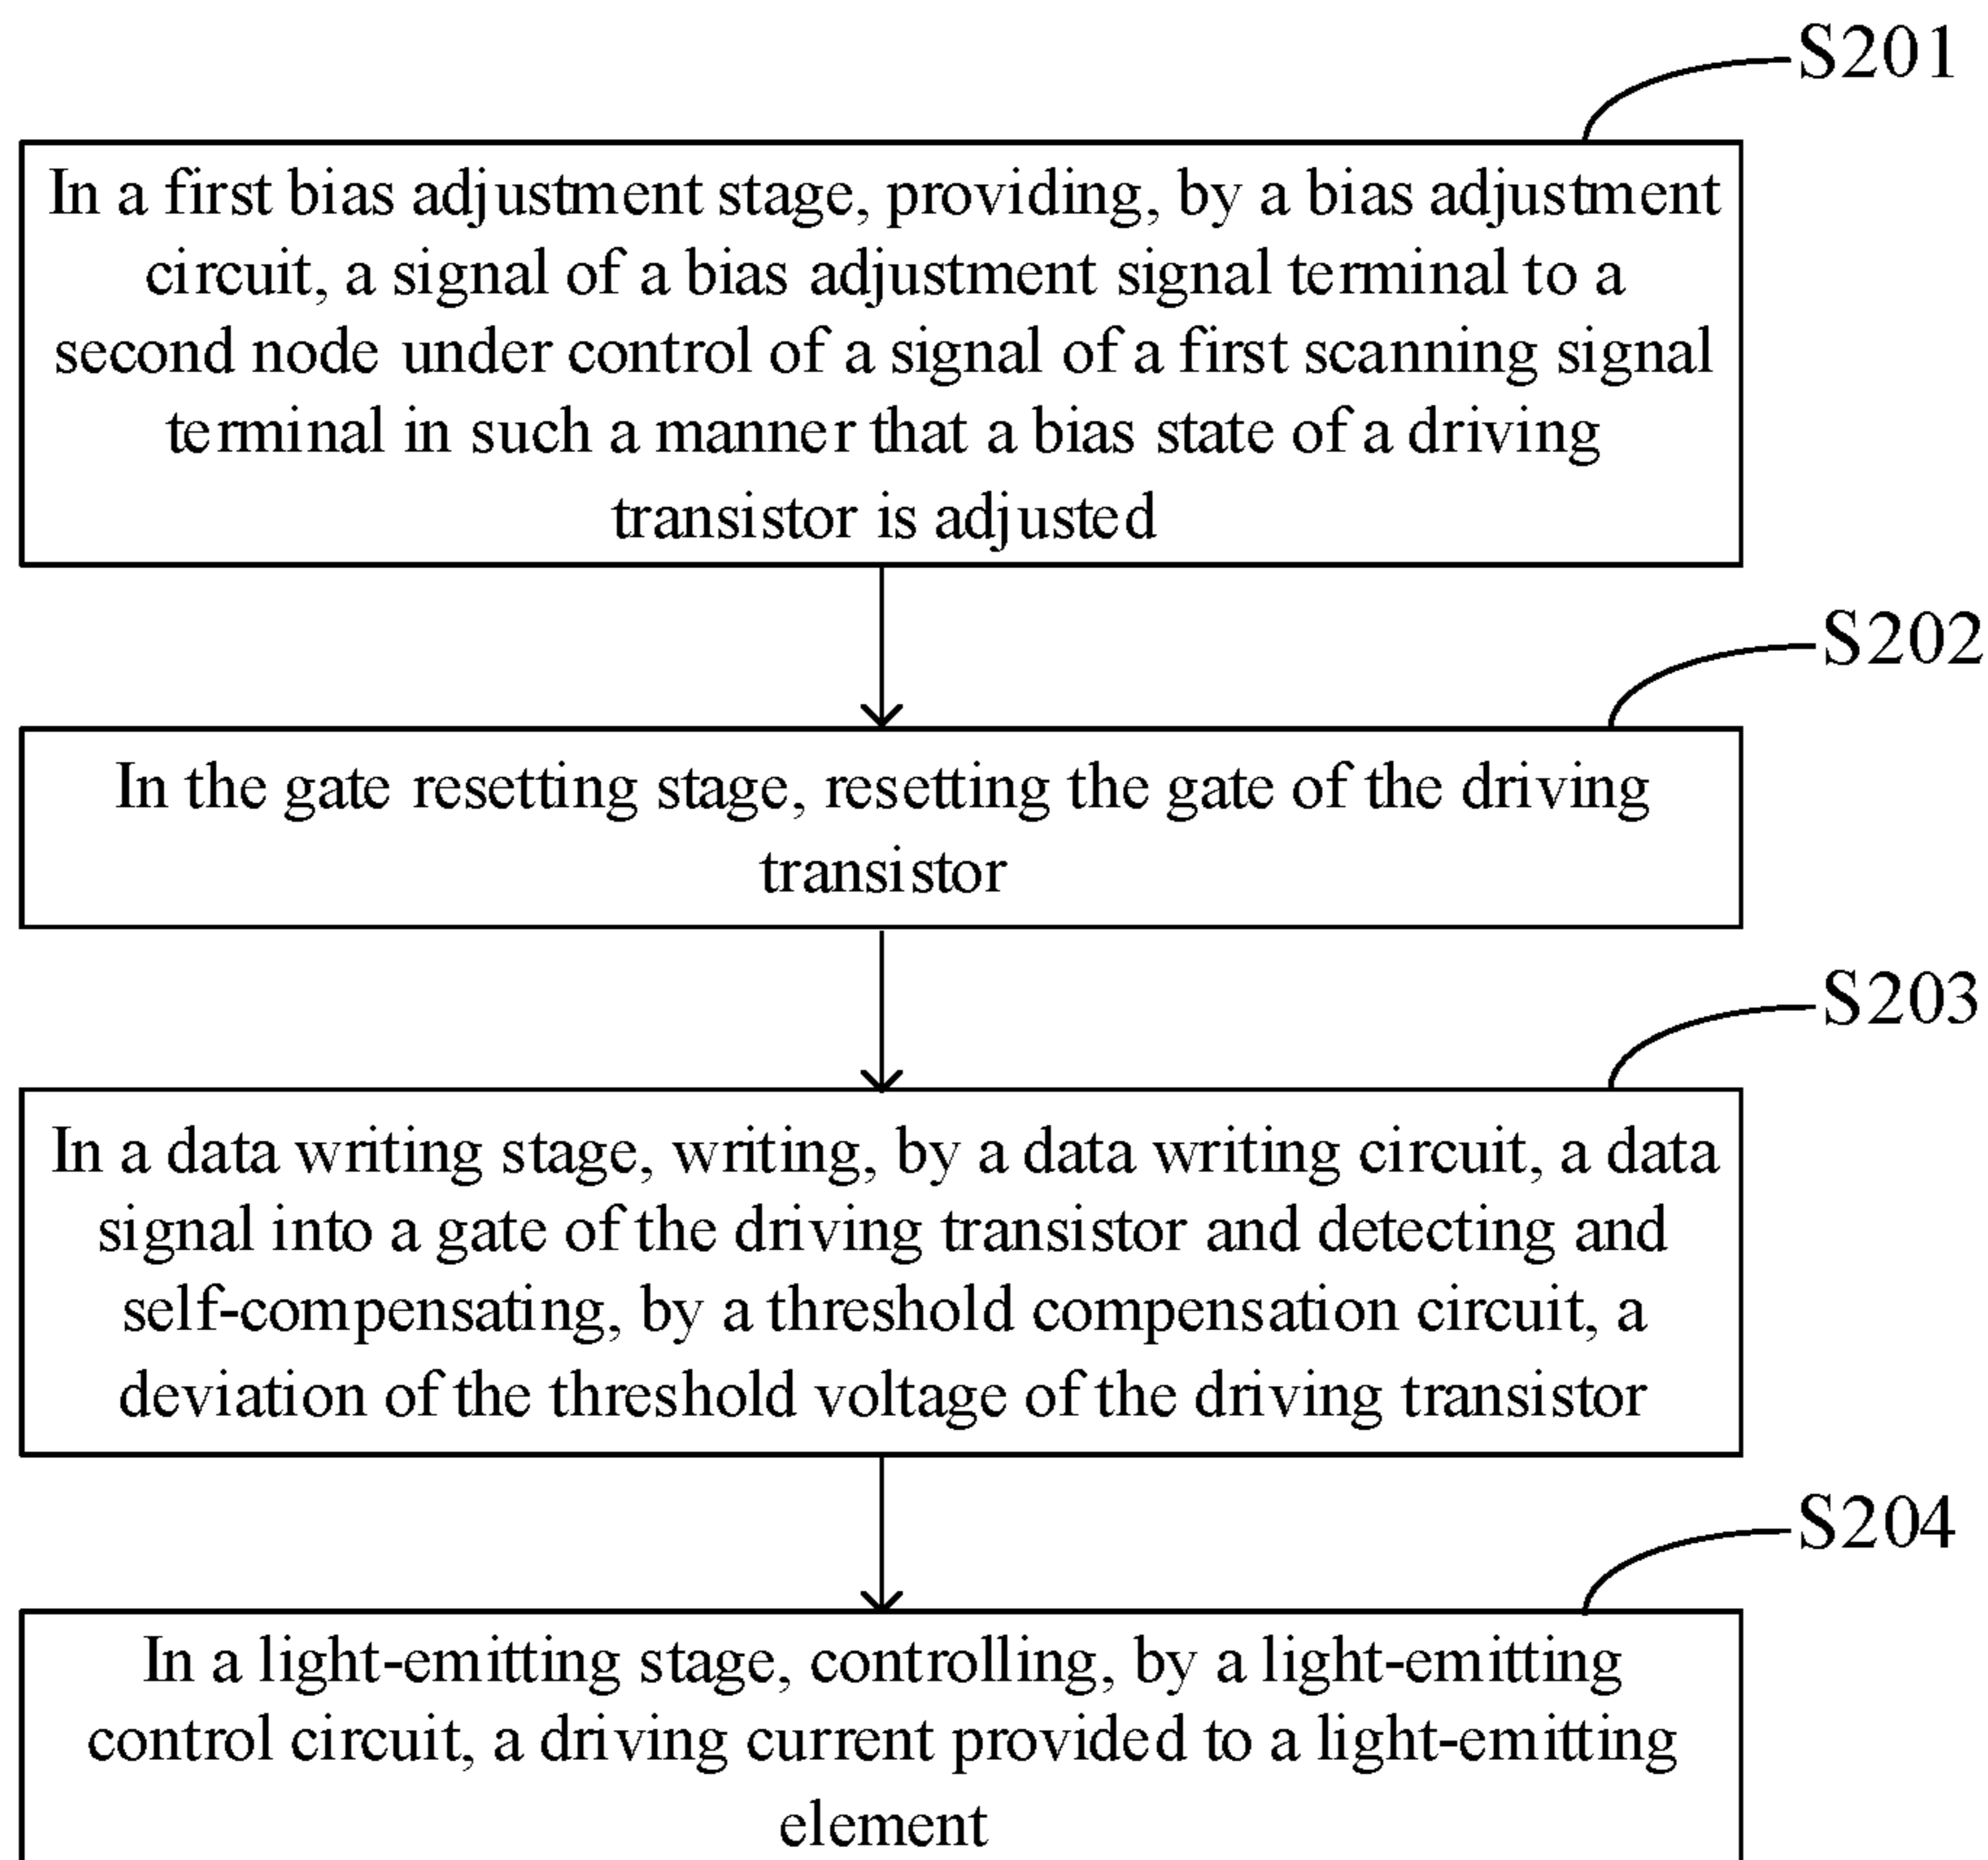 S201
In a first bias adjustment stage, providing, by a bias adjustment
circuit, a signal of a bias adjustment signal terminal to a
second node under control of a signal of a first scanning signal
terminal in such a manner that a bias state of a driving
transistor is adjusted
S202
In the gate resetting stage, resetting the gate of the driving
transistor
S203
In a data writing stage, writing, by a data writing circuit, a data
signal into a gate of the driving transistor and detecting and
self-compensating, by a threshold compensation circuit, a
deviation of the threshold voltage of the driving transistor
S204
In a light-emitting stage, controlling, by a light-emitting
control circuit, a driving current provided to a light-emitting
element